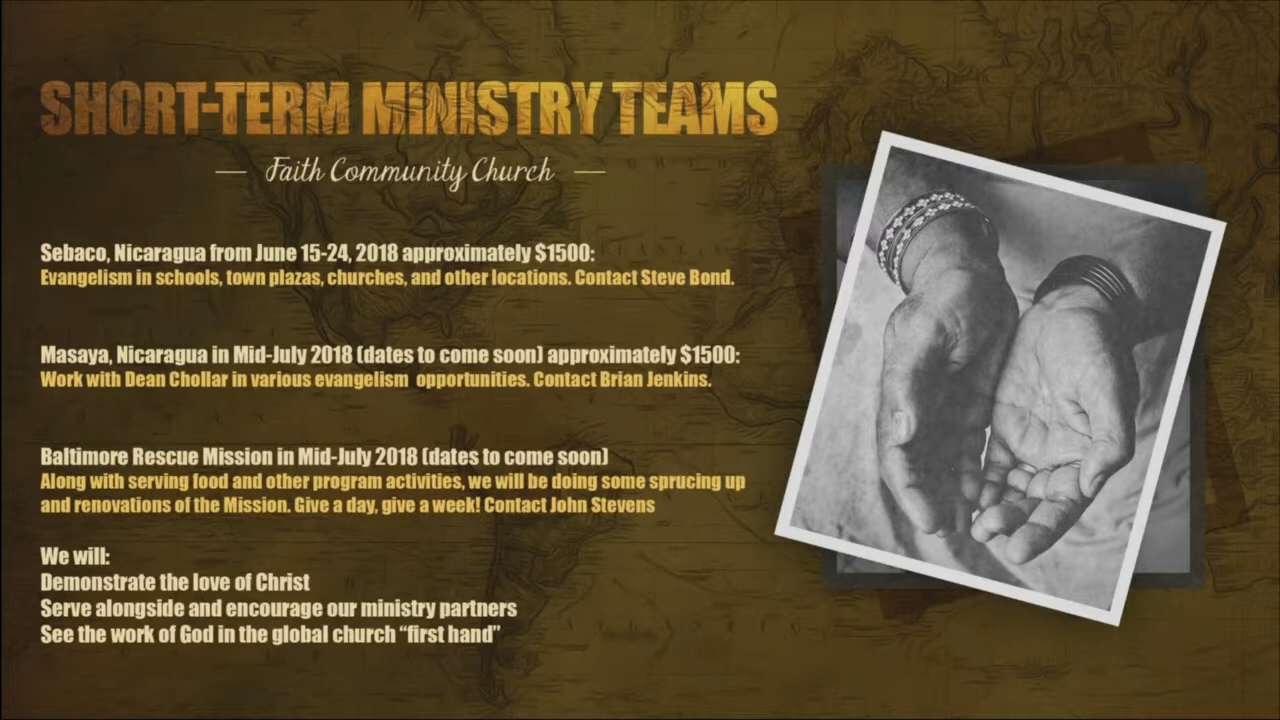 SHORT-TERM MINISTRY TEAMS
— Faith Community Church —
Sebaco, Nicaragua from June 15-24, 2018 approximately $1500:
Evangelism in schools, town plazas, churches, and other locations. Contact Steve Bond.
Masaya, Nicaragua in Mid-July 2018 (dates to come soon) approximately $1500:
Work with Dean Chollar in various evangelism  opportunities. Contact Brian Jenkins.
Baltimore Rescue Mission in Mid-July 2018 (dates to come soon)
Along with serving food and other program activities, we will be doing some sprucing up
and renovations of the Mission. Give a day, give a week! Contact John Stevens
We will:
Demonstrate the love of Christ
Serve alongside and encourage our ministry partners
See the work of God in the global church “first hand”